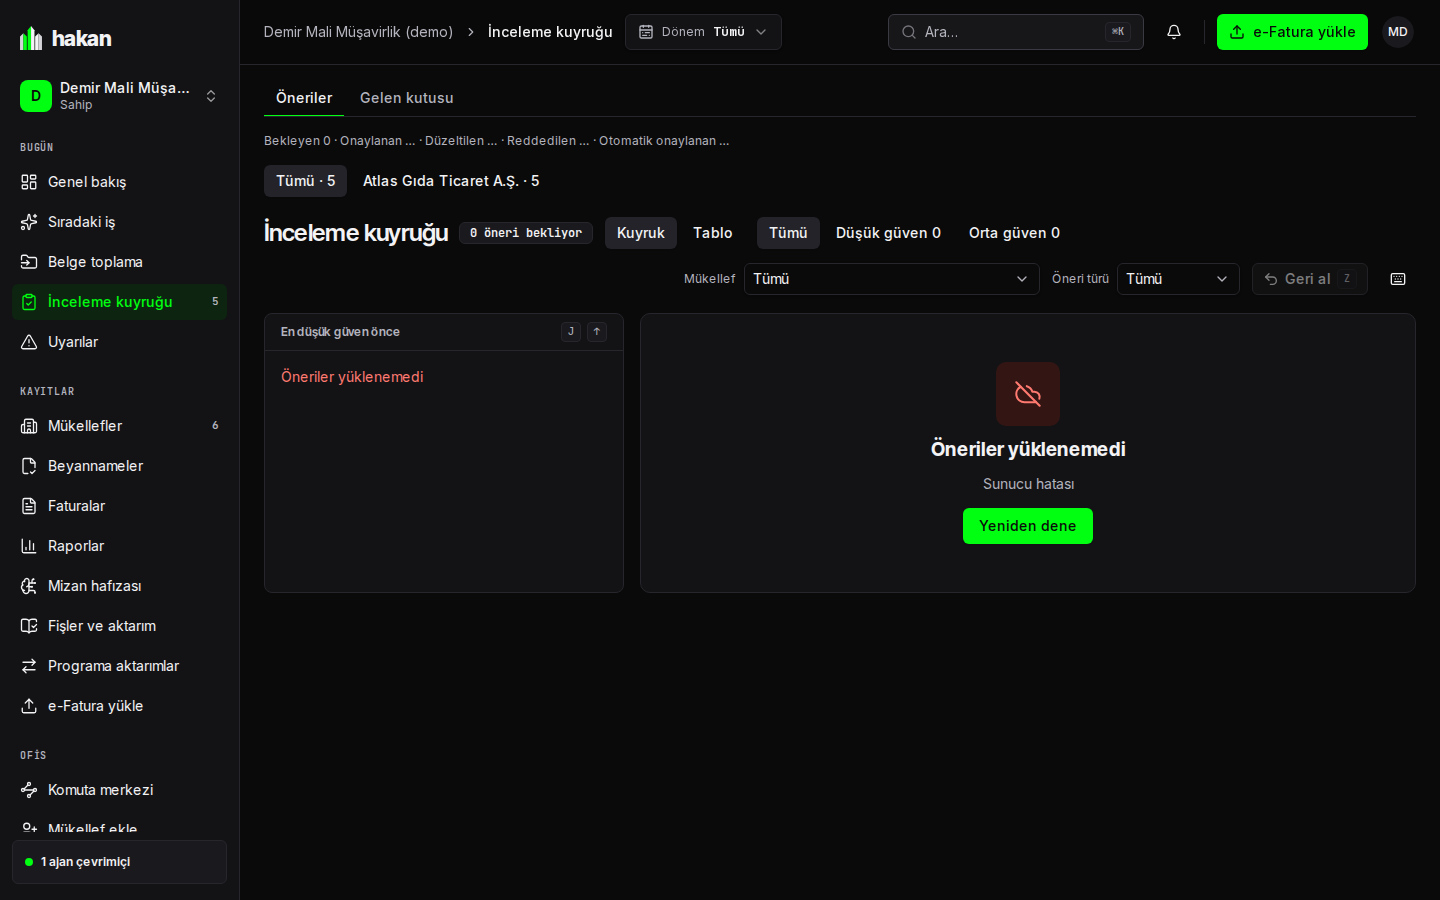 hakan
Demir Mali Müşavirlik (demo) > İnceleme kuyruğu
Dönem Tümü
Ara...
⌘K
e-Fatura yükle
MD
D
Demir Mali Müşa...
Sahip
BUGÜN
Genel bakış
Sıradaki iş
Belge toplama
İnceleme kuyruğu 5
Uyarılar
KAYITLAR
Mükellefler 6
Beyannameler
Faturalar
Raporlar
Mizan hafızası
Fişler ve aktarım
Programa aktarımlar
e-Fatura yükle
OFİS
Komuta merkezi
Mükellef ekle
1 ajan çevrimiçi
Öneriler Gelen kutusu
Bekleyen 0 · Onaylanan ... · Düzeltilen ... · Reddedilen ... · Otomatik onaylanan ...
Tümü · 5 Atlas Gıda Ticaret A.Ş. · 5
İnceleme kuyruğu 0 öneri bekliyor Kuyruk Tablo Tümü Düşük güven 0 Orta güven 0
Mükellef Tümü Öneri türü Tümü Geri al Z
En düşük güven önce J ↑
Öneriler yüklenemedi
Öneriler yüklenemedi
Sunucu hatası
Yeniden dene